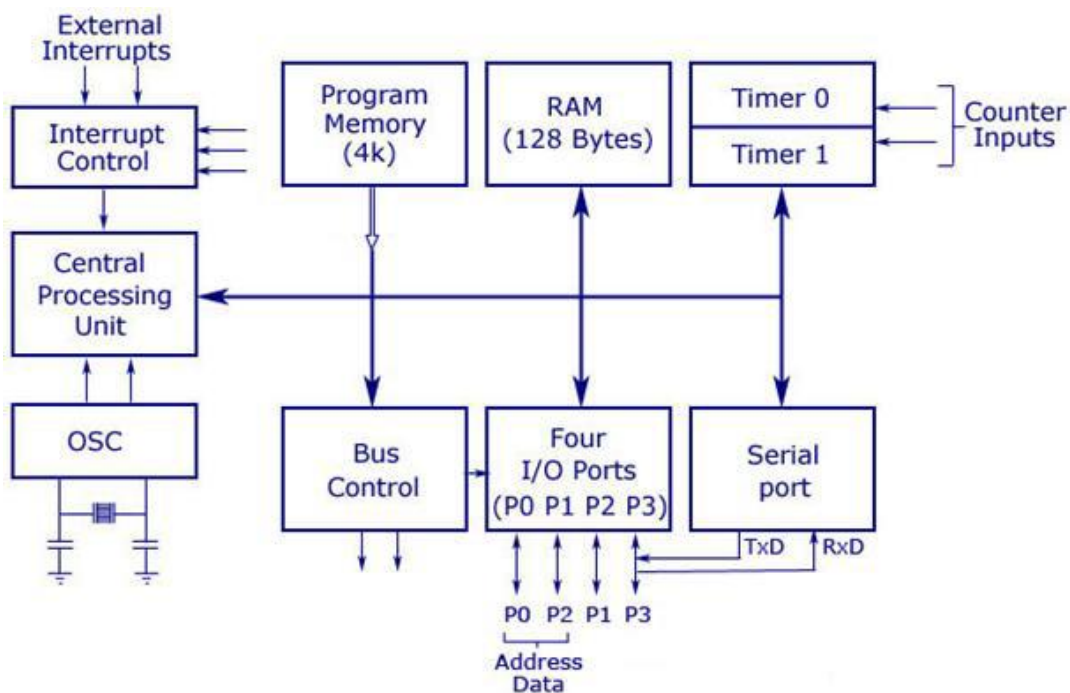 External
Interrupts
Interrupt
Control
Program
Memory
(4k)
RAM
(128 Bytes)
Timer 0
Timer 1
Counter
Inputs
Central
Processing
Unit
OSC
Bus
Control
Four
I/O Ports
(P0 P1 P2 P3)
Serial
port
TxD
RxD
P0 P2 P1 P3
Address
Data